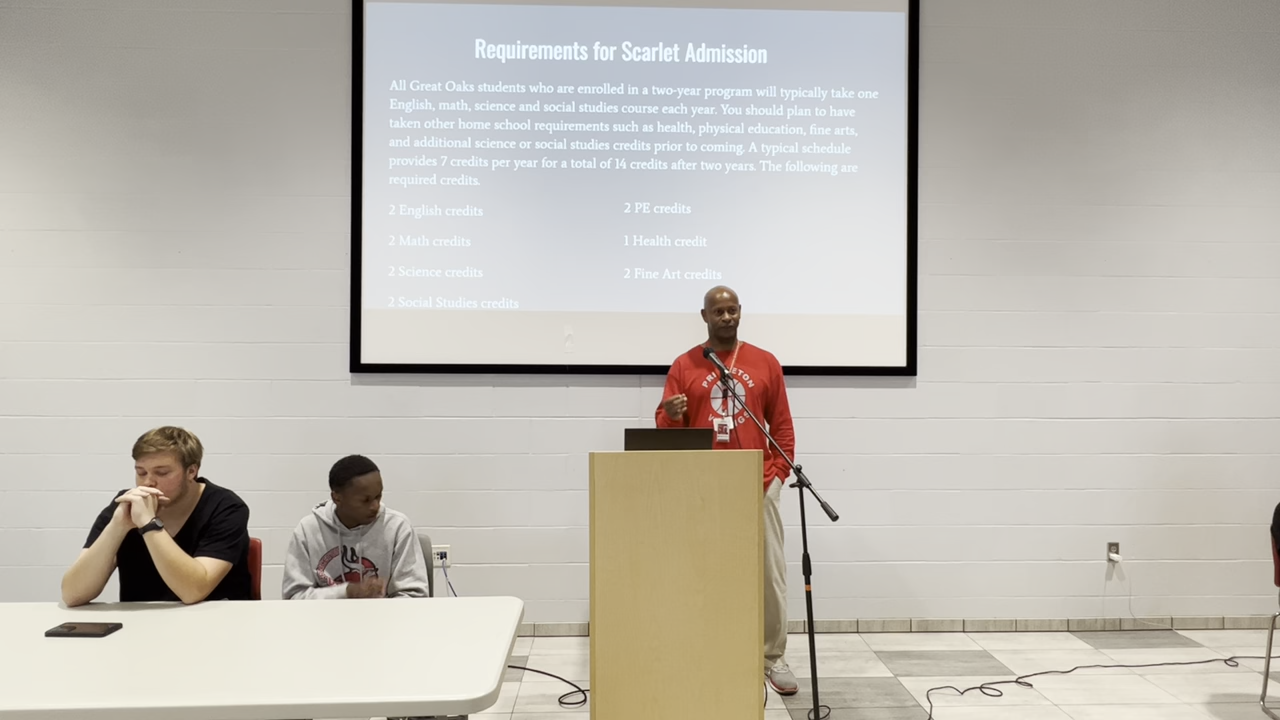 Requirements for Scarlet Admission
All Great Oaks students who are enrolled in a two-year program will typically take one
English, math, science and social studies course each year. You should plan to have
taken other home school requirements such as health, physical education, fine arts,
and additional science or social studies credits prior to coming. A typical schedule
provides 7 credits per year for a total of 14 credits after two years. The following are
required credits.
2 English credits
2 Math credits
2 Science credits
2 Social Studies credits
2 PE credits
1 Health credit
2 Fine Art credits